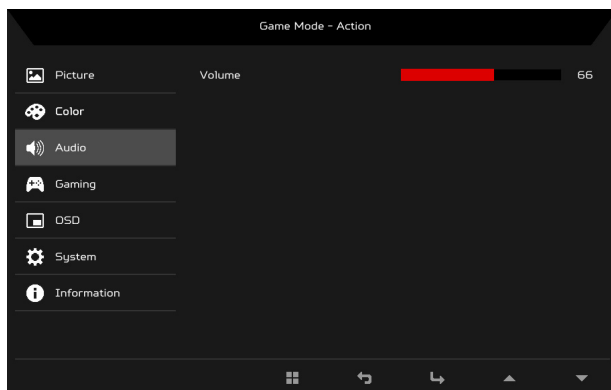 Game Mode - Action
Picture
Volume 66
Color
Audio
Gaming
OSD
System
Information